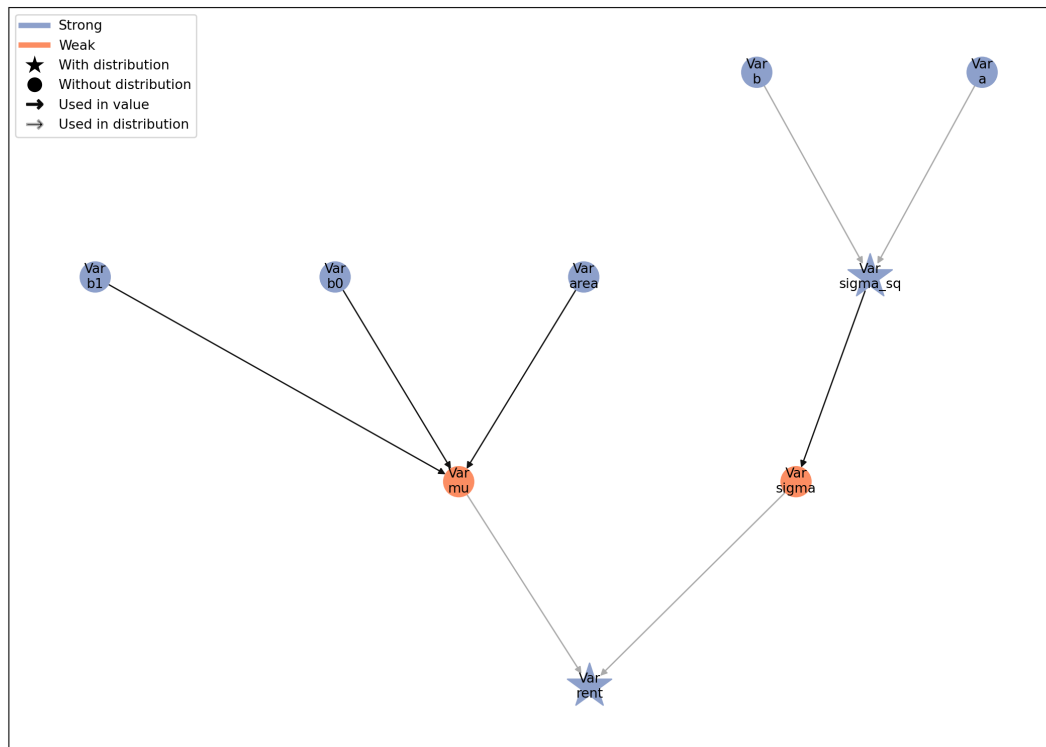 Strong
Weak
With distribution
Without distribution
Used in value
Used in distribution
Var
b
Var
a
Var
b1
Var
b0
Var
area
Var
sigma_sq
Var
mu
Var
sigma
Var
rent